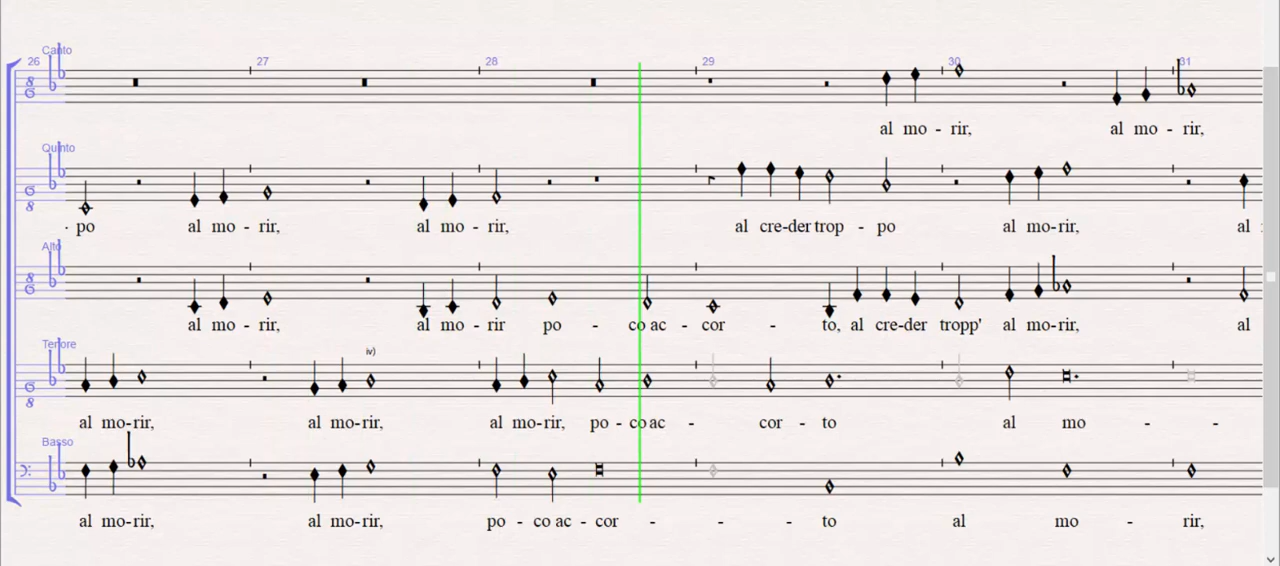 Canto
26 27 28 29 30 31
al mo - rir, al mo - rir,
Quinto
- po al mo - rir, al mo - rir, al cre-der trop - po al mo-rir, al
Alto
al mo - rir, al mo - rir po - co ac - cor - to, al cre-der tropp' al mo-rir, al
Tenore
iv)
al mo-rir, al mo-rir, al mo-rir, po - co ac - cor - to al mo - -
Basso
al mo-rir, al mo-rir, po - co ac - cor - - - to al mo - rir,